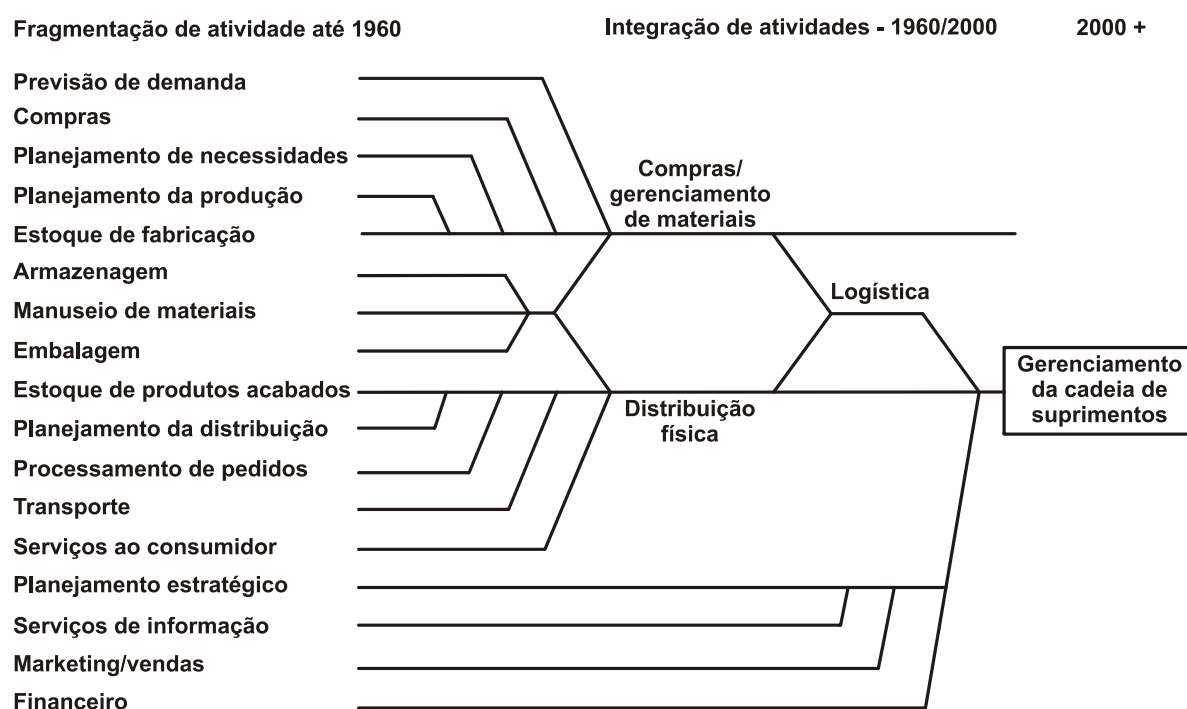 Fragmentação de atividade até 1960
Integração de atividades - 1960/2000
2000 +
Previsão de demanda
Compras
Planejamento de necessidades
Planejamento da produção
Estoque de fabricação
Armazenagem
Manuseio de materiais
Embalagem
Estoque de produtos acabados
Planejamento da distribuição
Processamento de pedidos
Transporte
Serviços ao consumidor
Planejamento estratégico
Serviços de informação
Marketing/vendas
Financeiro
Compras/
gerenciamento
de materiais
Distribuição
física
Logística
Gerenciamento
da cadeia de
suprimentos